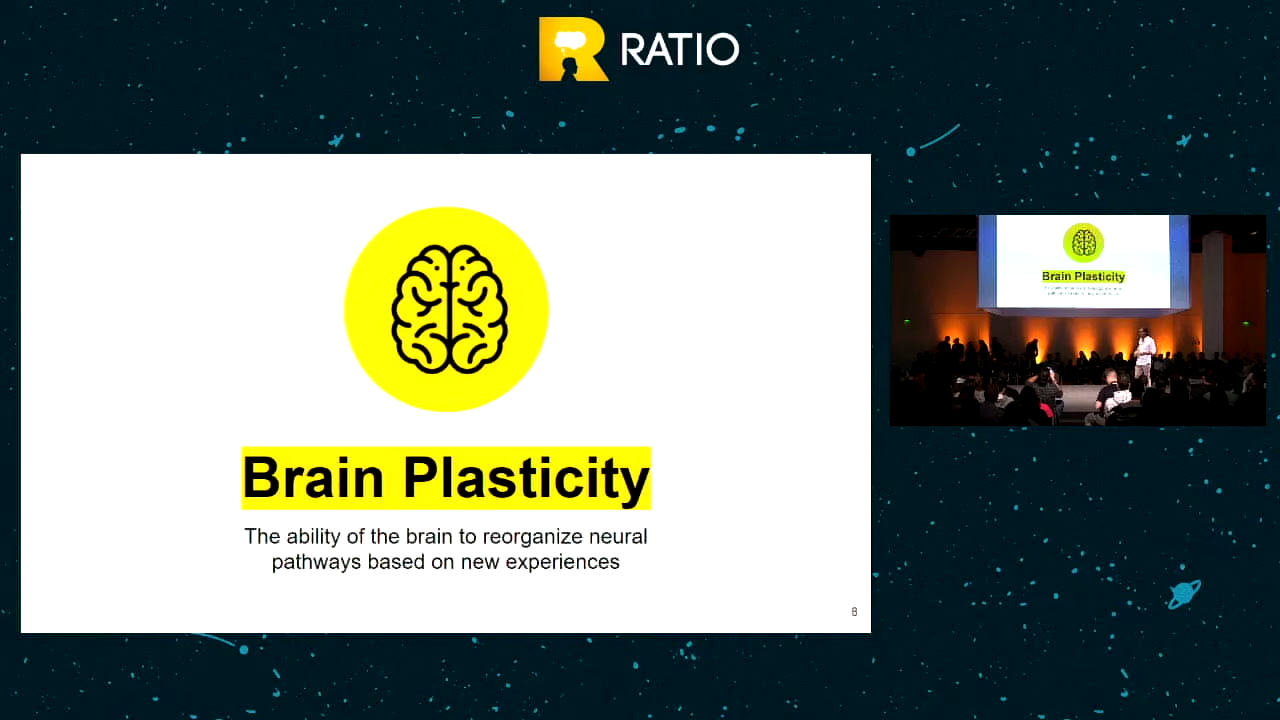 RATIO
Brain Plasticity
The ability of the brain to reorganize neural
pathways based on new experiences
8
Brain Plasticity